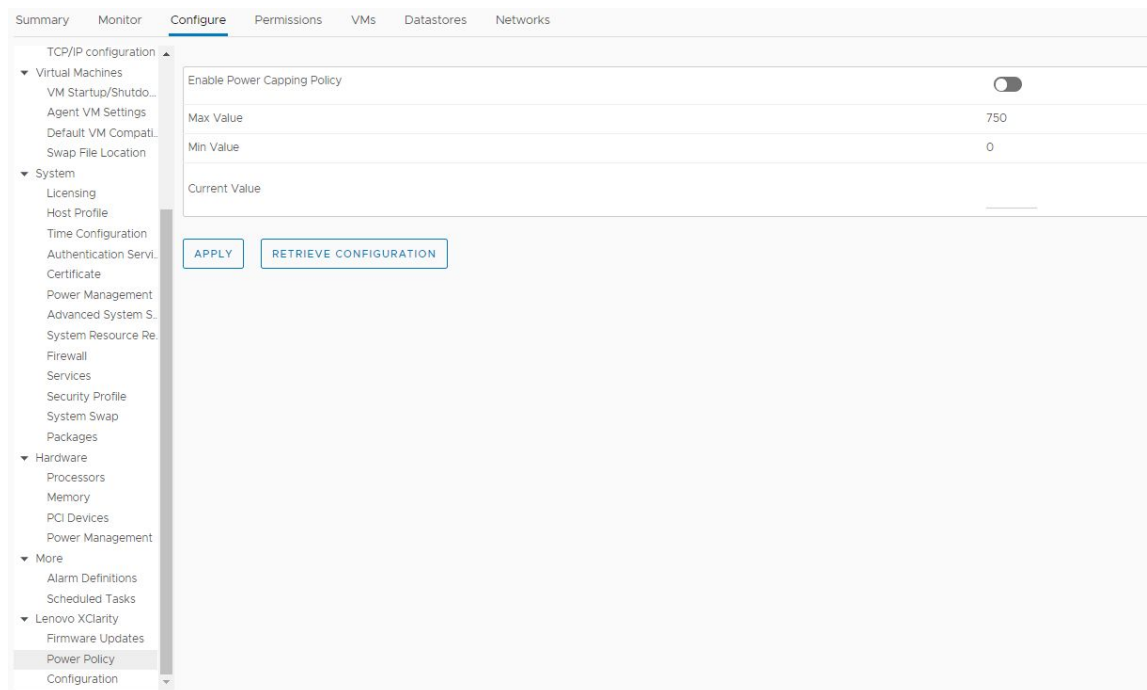 Summary Monitor Configure Permissions VMs Datastores Networks
TCP/IP configuration
Virtual Machines
VM Startup/Shutdo...
Agent VM Settings
Default VM Compati..
Swap File Location
System
Licensing
Host Profile
Time Configuration
Authentication Servi..
Certificate
Power Management
Advanced System S..
System Resource Re.
Firewall
Services
Security Profile
System Swap
Packages
Hardware
Processors
Memory
PCI Devices
Power Management
More
Alarm Definitions
Scheduled Tasks
Lenovo XClarity
Firmware Updates
Power Policy
Configuration
Enable Power Capping Policy
Max Value 750
Min Value 0
Current Value
APPLY RETRIEVE CONFIGURATION